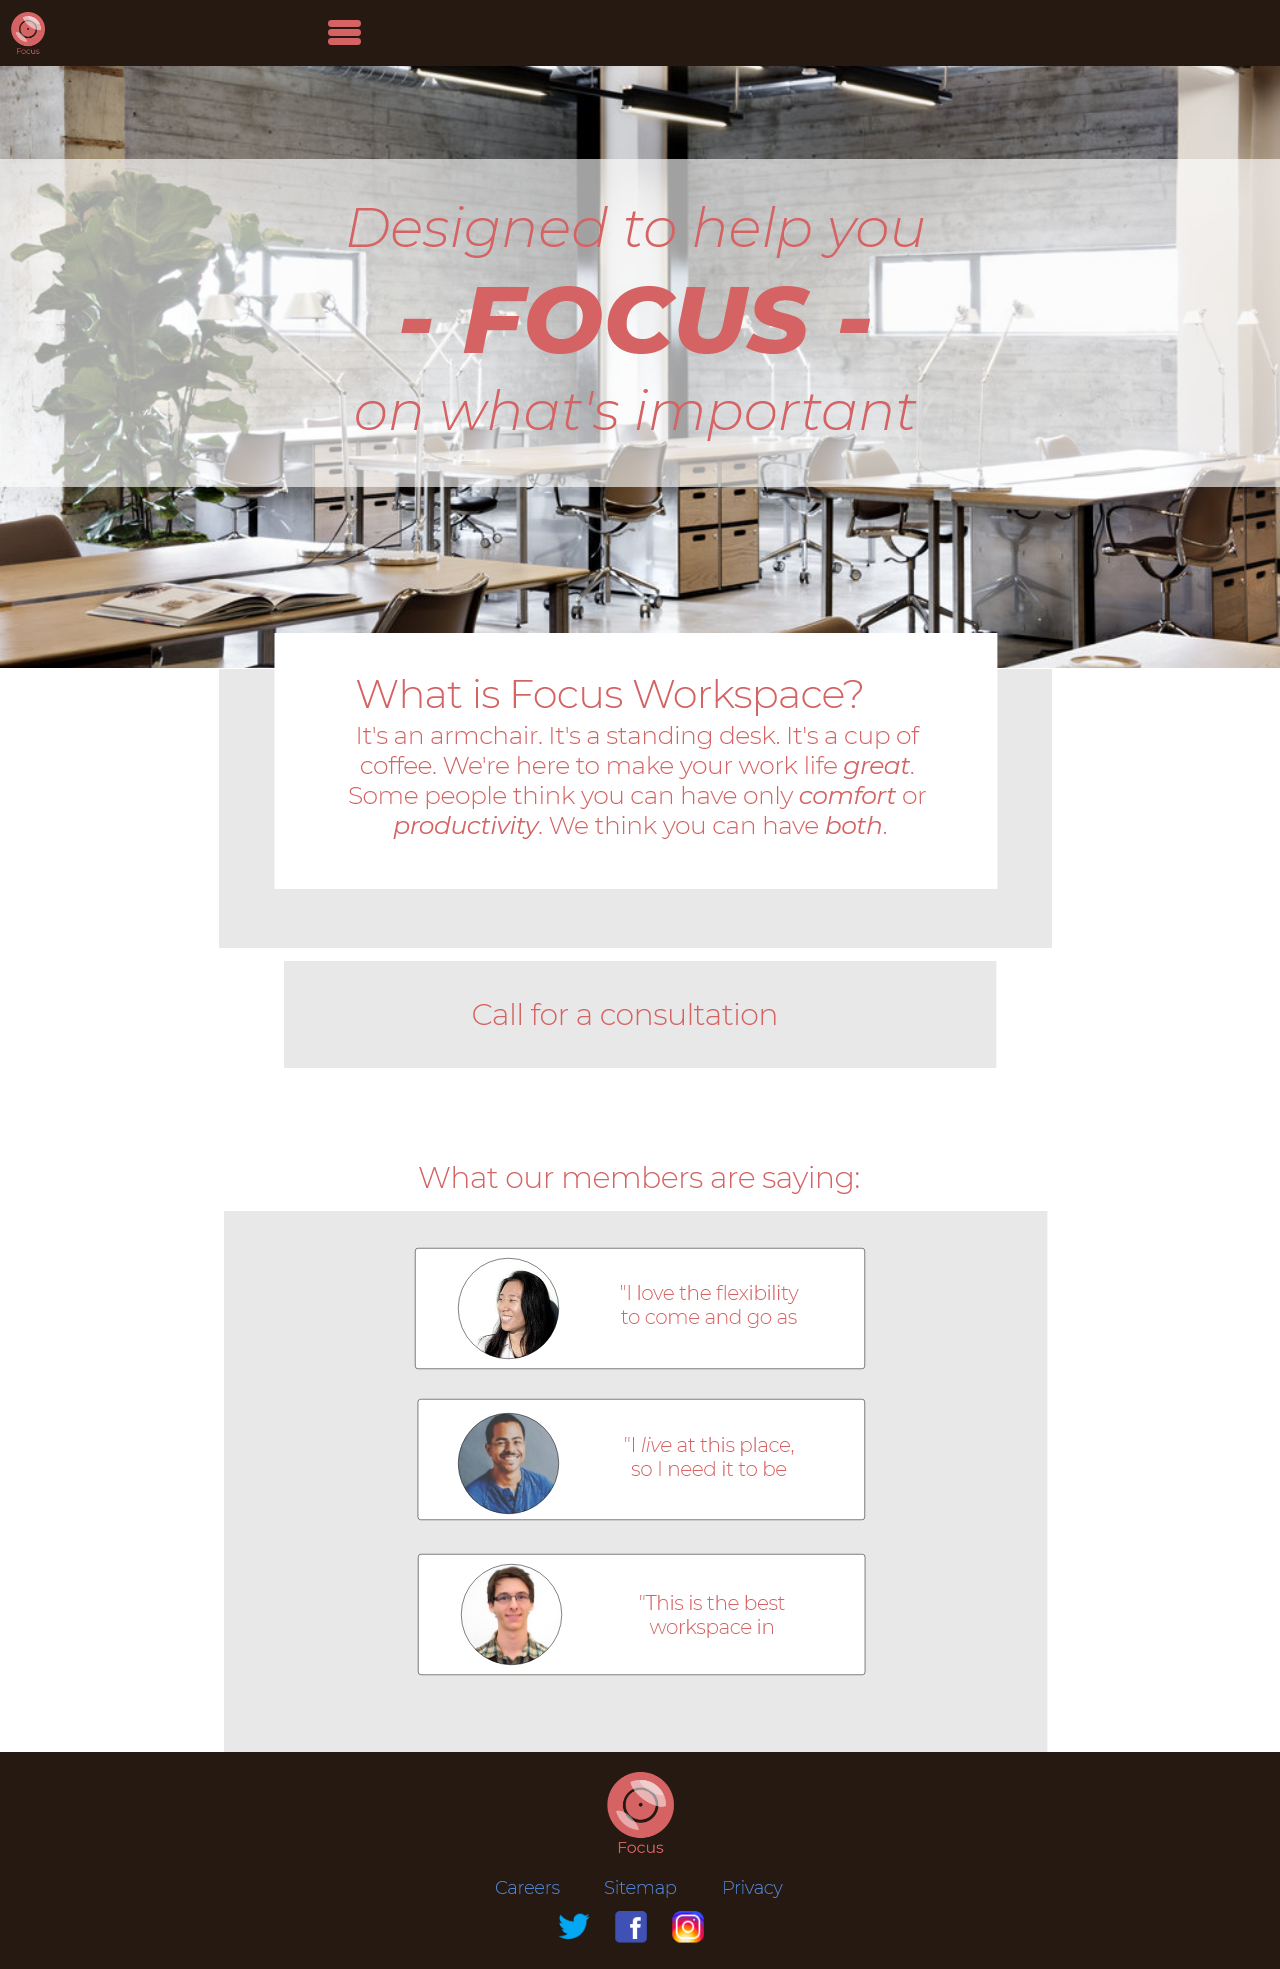 Focus
Designed to help you
- FOCUS -
on what's important
What is Focus Workspace?
It's an armchair. It's a standing desk. It's a cup of
coffee. We're here to make your work life great.
Some people think you can have only comfort or
productivity. We think you can have both.
Call for a consultation
What our members are saying:
"I love the flexibility
to come and go as
"I live at this place,
so I need it to be
"This is the best
workspace in
Focus
Careers Sitemap Privacy